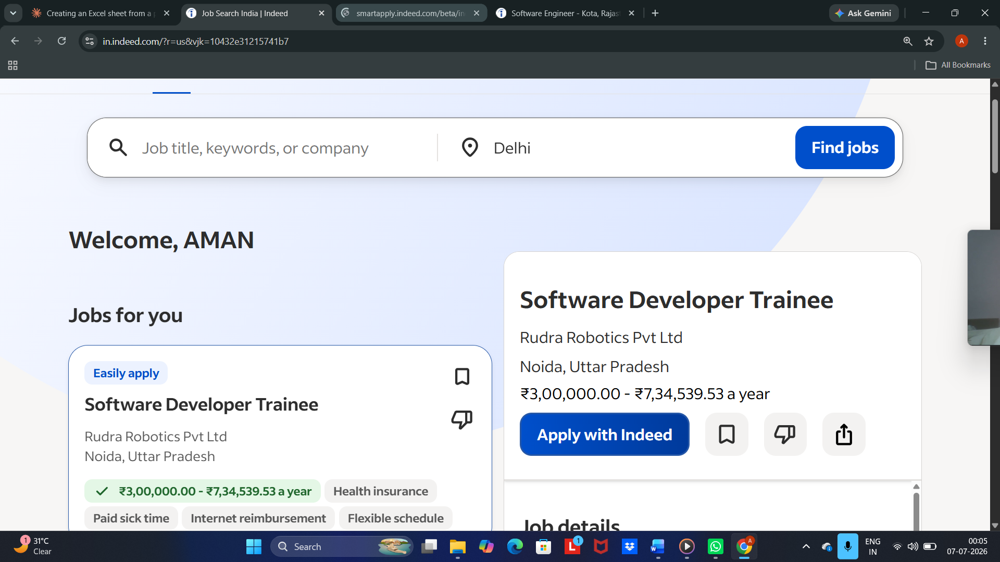 Creating an Excel sheet from a
Job Search India | Indeed
smartapply.indeed.com/beta/in
Software Engineer - Kota, Rajas
Ask Gemini
in.indeed.com/?r=us&vjk=10432e31215741b7
A
All Bookmarks
Job title, keywords, or company
Delhi
Find jobs
Welcome, AMAN
Jobs for you
Easily apply
Software Developer Trainee
Rudra Robotics Pvt Ltd
Noida, Uttar Pradesh
₹3,00,000.00 - ₹7,34,539.53 a year
Health insurance
Paid sick time
Internet reimbursement
Flexible schedule
Software Developer Trainee
Rudra Robotics Pvt Ltd
Noida, Uttar Pradesh
₹3,00,000.00 - ₹7,34,539.53 a year
Apply with Indeed
Job details
1
31°C
Clear
Search
L
1
W
1
A
ENG
IN
00:05
07-07-2026